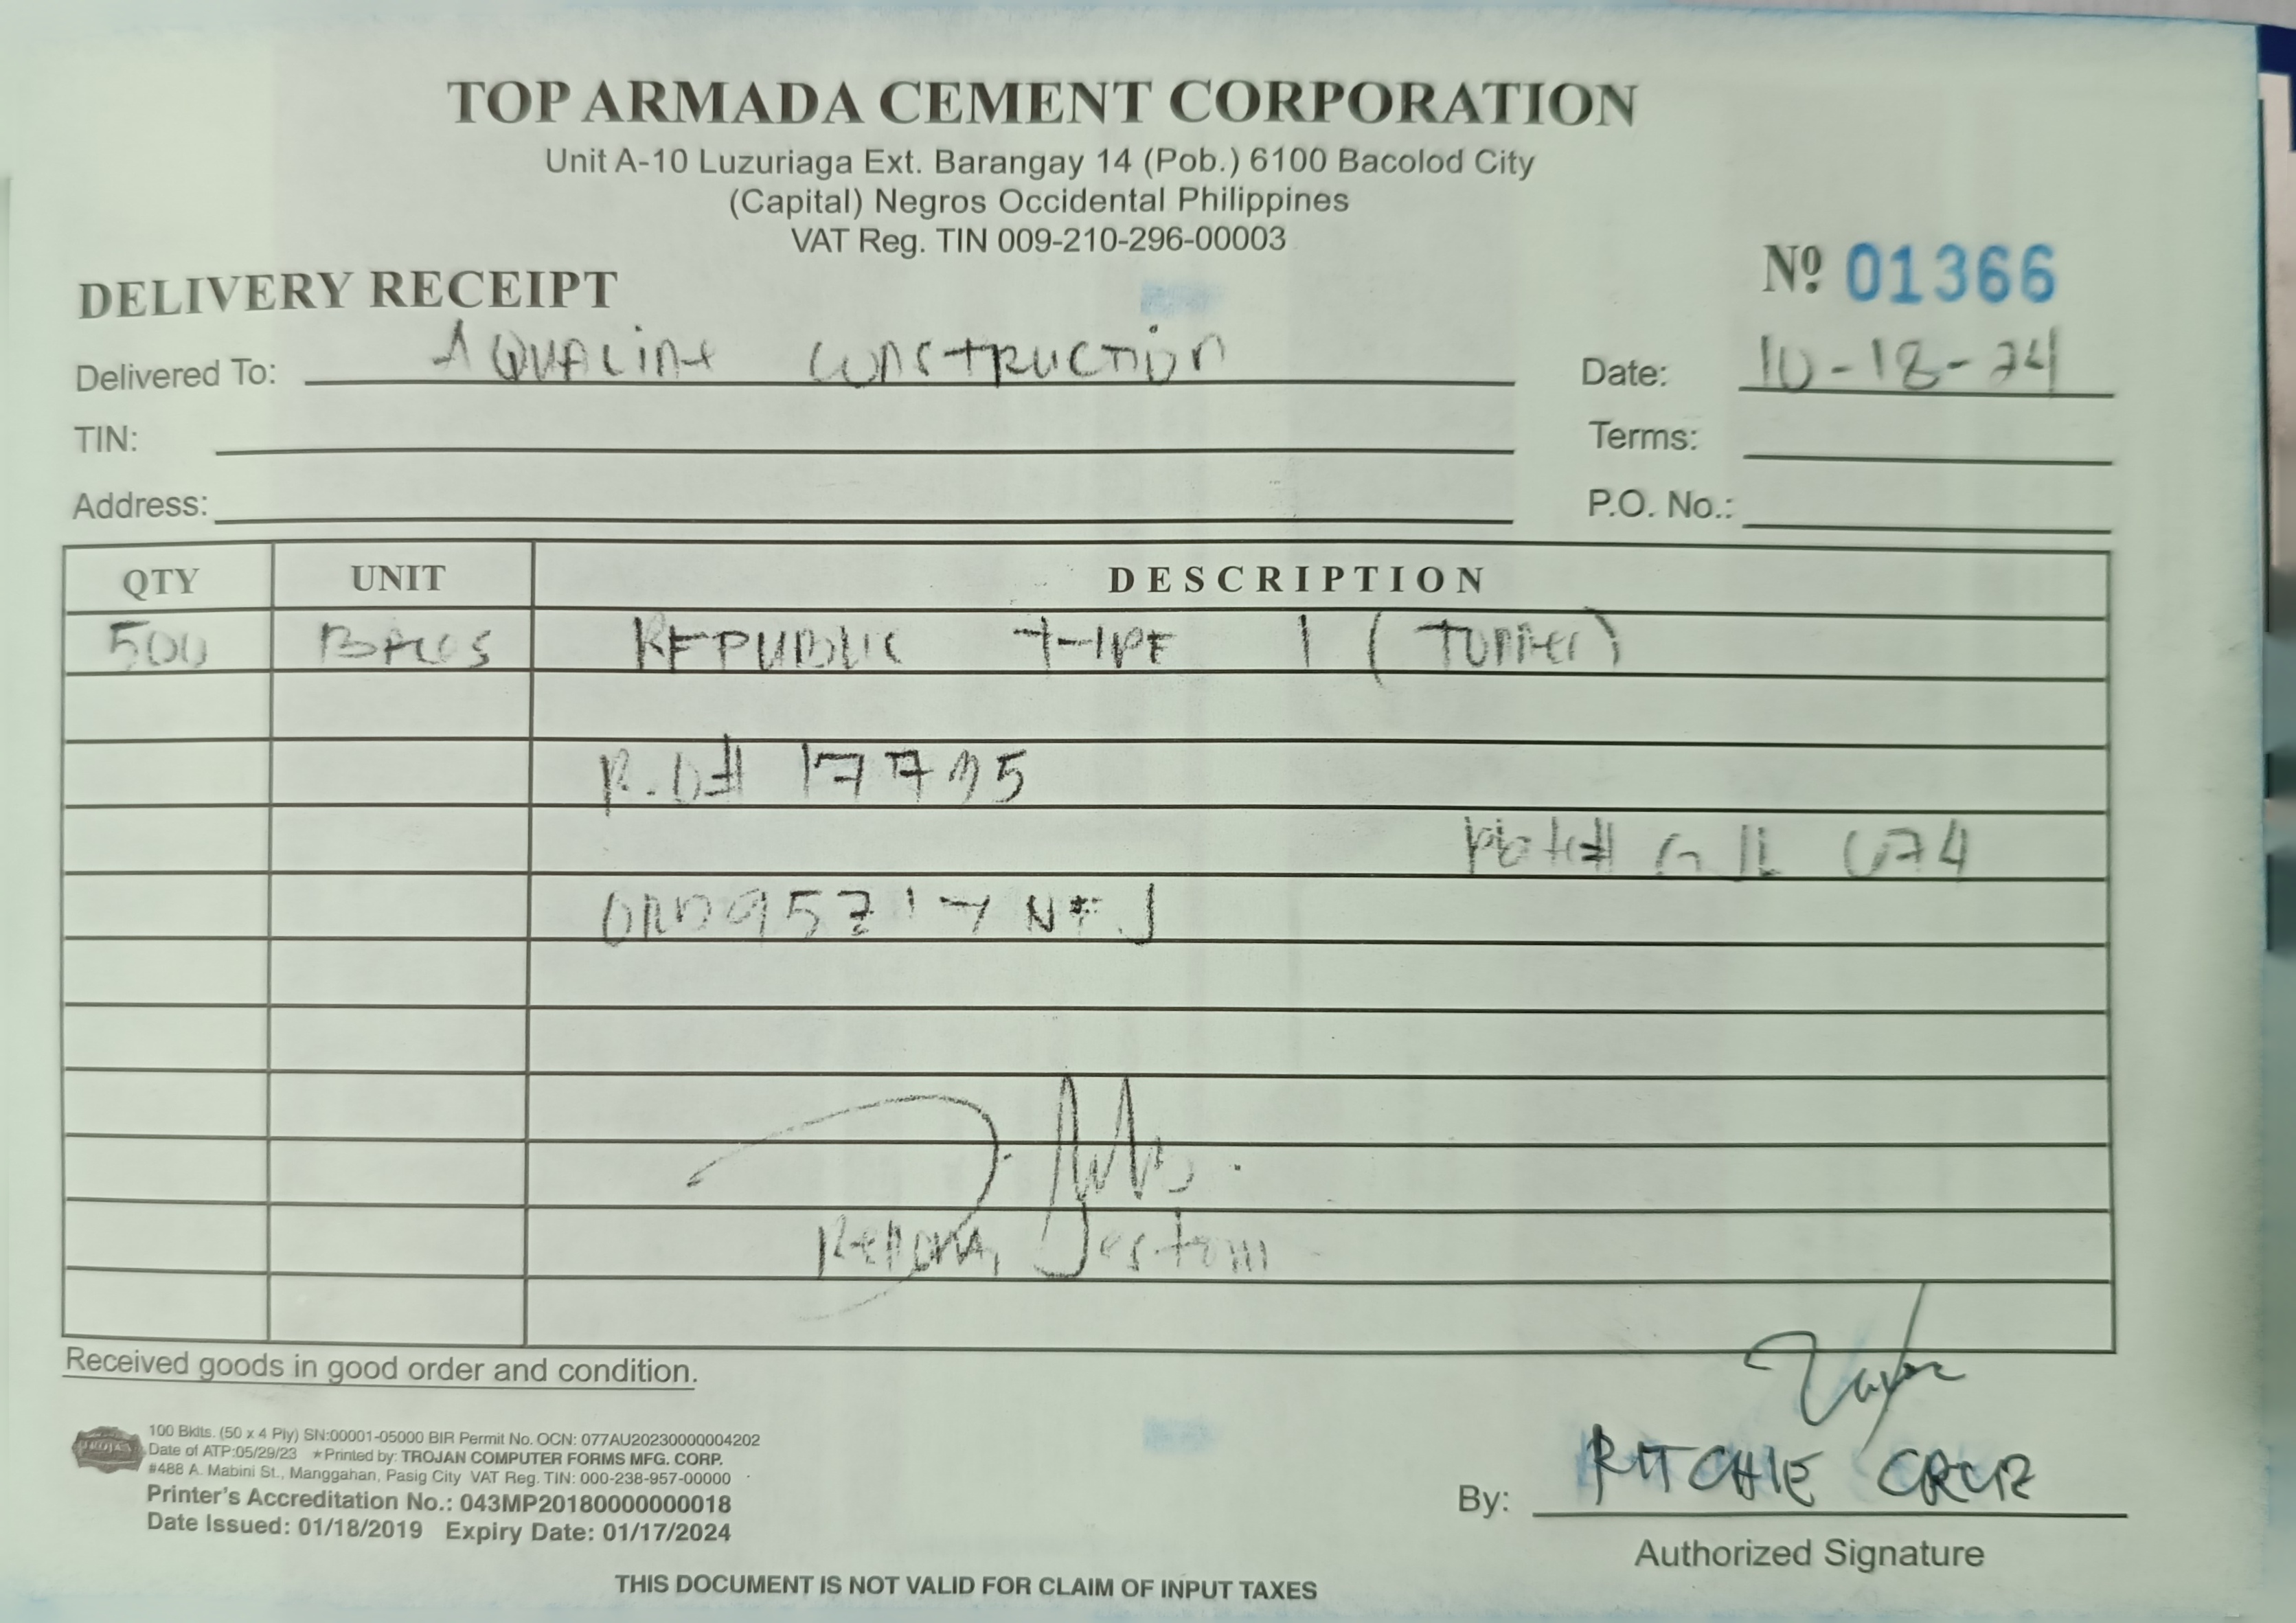 TOP ARMADA CEMENT CORPORATION
Unit A-10 Luzuriaga Ext. Barangay 14 (Pob.) 6100 Bacolod City
(Capital) Negros Occidental Philippines
VAT Reg. TIN 009-210-296-00003
DELIVERY RECEIPT
Nº 01366
Delivered To: AQUALINE CONSTRUCTION Date: 10-18-24
TIN: Terms:
Address: P.O. No.:
QTY UNIT DESCRIPTION
500 BAGS REPUBLIC TYPE 1 (TONNER)
17735
074
Received goods in good order and condition.
100 Bklts. (50 x 4 Ply) SN:00001-05000 BIR Permit No. OCN: 077AU20230000004202
Date of ATP:05/29/23 ★Printed by: TROJAN COMPUTER FORMS MFG. CORP.
#488 A. Mabini St., Manggahan, Pasig City VAT Reg. TIN: 000-238-957-00000
Printer's Accreditation No.: 043MP20180000000018
Date Issued: 01/18/2019 Expiry Date: 01/17/2024
By: RITCHIE CRUZ
Authorized Signature
THIS DOCUMENT IS NOT VALID FOR CLAIM OF INPUT TAXES